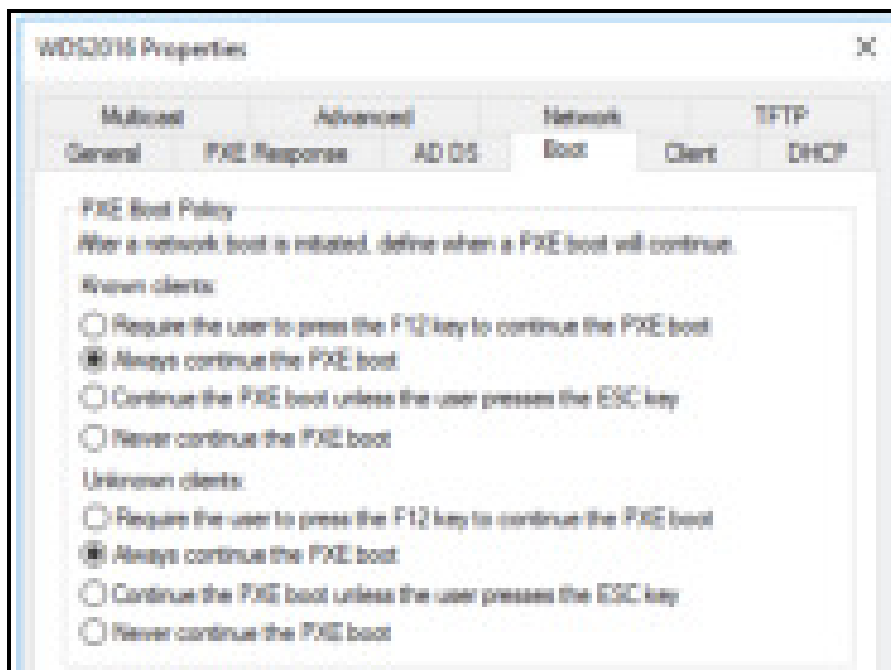 WDS2016 Properties
Multicast Advanced Network TFTP
General PXE Response AD DS Boot Client DHCP
PXE Boot Policy
After a network boot is initiated, define when a PXE boot will continue.
Known clients:
Require the user to press the F12 key to continue the PXE boot
Always continue the PXE boot
Continue the PXE boot unless the user presses the ESC key
Never continue the PXE boot
Unknown clients:
Require the user to press the F12 key to continue the PXE boot
Always continue the PXE boot
Continue the PXE boot unless the user presses the ESC key
Never continue the PXE boot